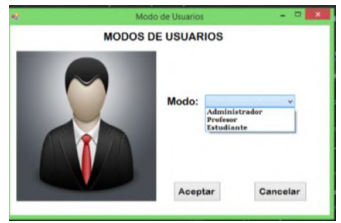 Modo de Usuarios
MODOS DE USUARIOS
Modo:
Administrador
Profesor
Estudiante
Aceptar Cancelar